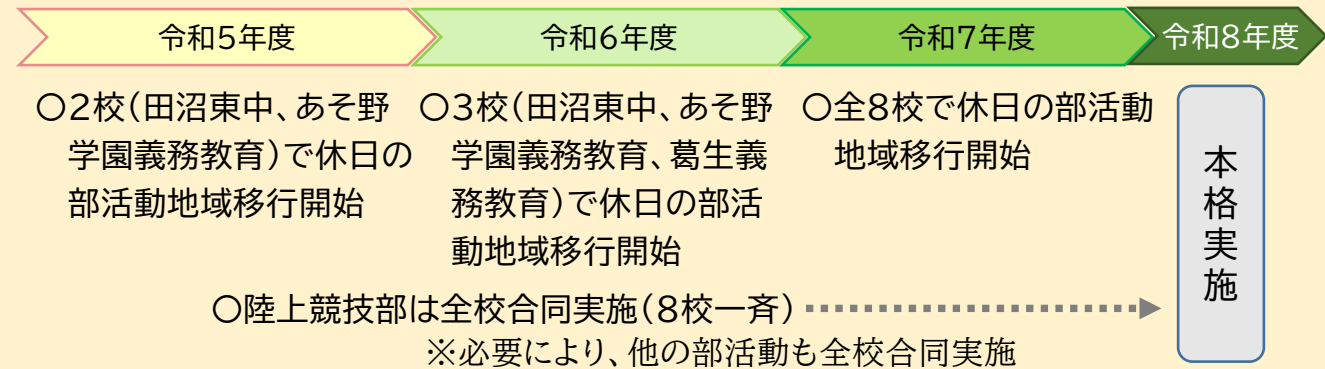 令和5年度
令和6年度
令和7年度
令和8年度
○2校(田沼東中、あそ野
学園義務教育)で休日の
部活動地域移行開始
○3校(田沼東中、あそ野
学園義務教育、葛生義
務教育)で休日の部活
動地域移行開始
○全8校で休日の部活動
地域移行開始
本格実施
○陸上競技部は全校合同実施(8校一斉)
※必要により、他の部活動も全校合同実施